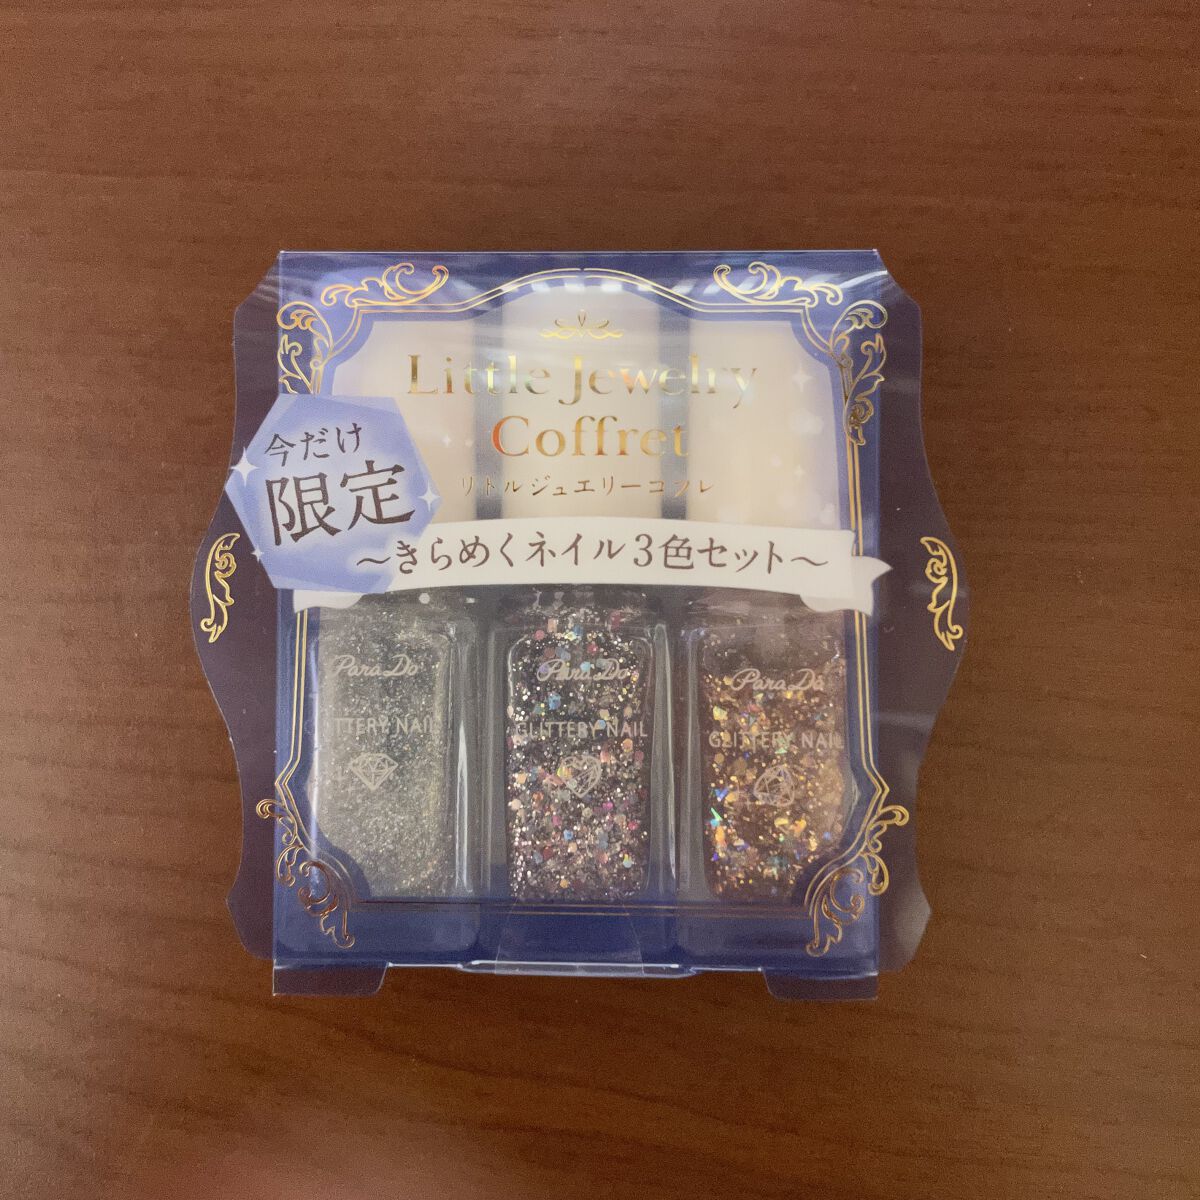 Little Jewelry
Coffret
リトルジュエリーコフレ
今だけ
限定
～きらめくネイル3色セット～
Para Do
TTERY NAIL
Para Do
GLITTERY NAIL
Para Do
GLITTERY NAIL